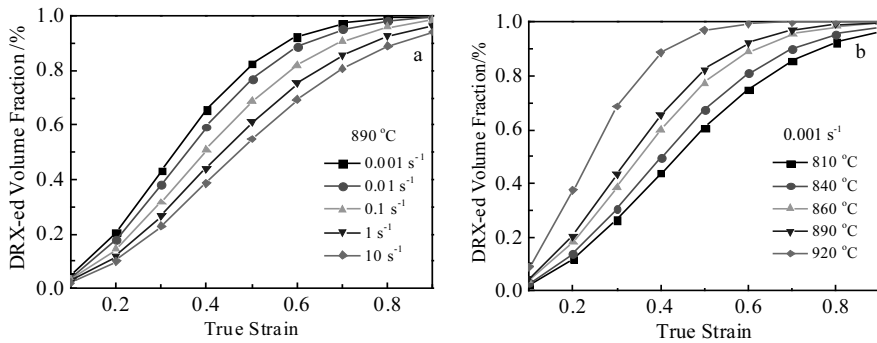 DRX-ed Volume Fraction /%
1.0
0.8
0.6
0.4
0.2
0.0
a
890 °C
0.001 s⁻¹
0.01 s⁻¹
0.1 s⁻¹
1 s⁻¹
10 s⁻¹
0.2 0.4 0.6 0.8
True Strain
DRX-ed Volume Fraction/%
1.0
0.8
0.6
0.4
0.2
0.0
b
0.001 s⁻¹
810 °C
840 °C
860 °C
890 °C
920 °C
0.2 0.4 0.6 0.8
True Strain